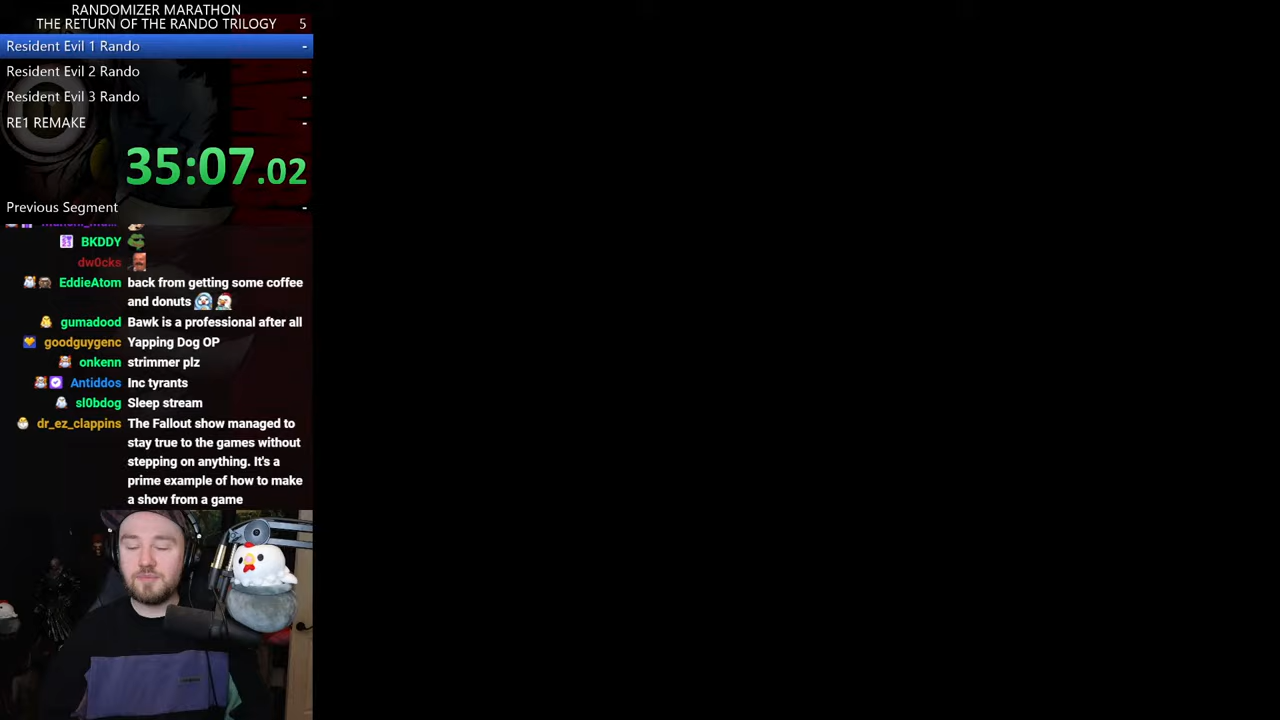 RANDOMIZER MARATHON
THE RETURN OF THE RANDO TRILOGY 5
Resident Evil 1 Rando -
Resident Evil 2 Rando -
Resident Evil 3 Rando -
RE1 REMAKE -
35:07.02
Previous Segment -
BKDDY
dw0cks
EddieAtom back from getting some coffee
and donuts
gumadood Bawk is a professional after all
goodguygenc Yapping Dog OP
onkenn strimmer plz
Antiddos Inc tyrants
sl0bdog Sleep stream
dr_ez_clappins The Fallout show managed to
stay true to the games without
stepping on anything. It's a
prime example of how to make
a show from a game